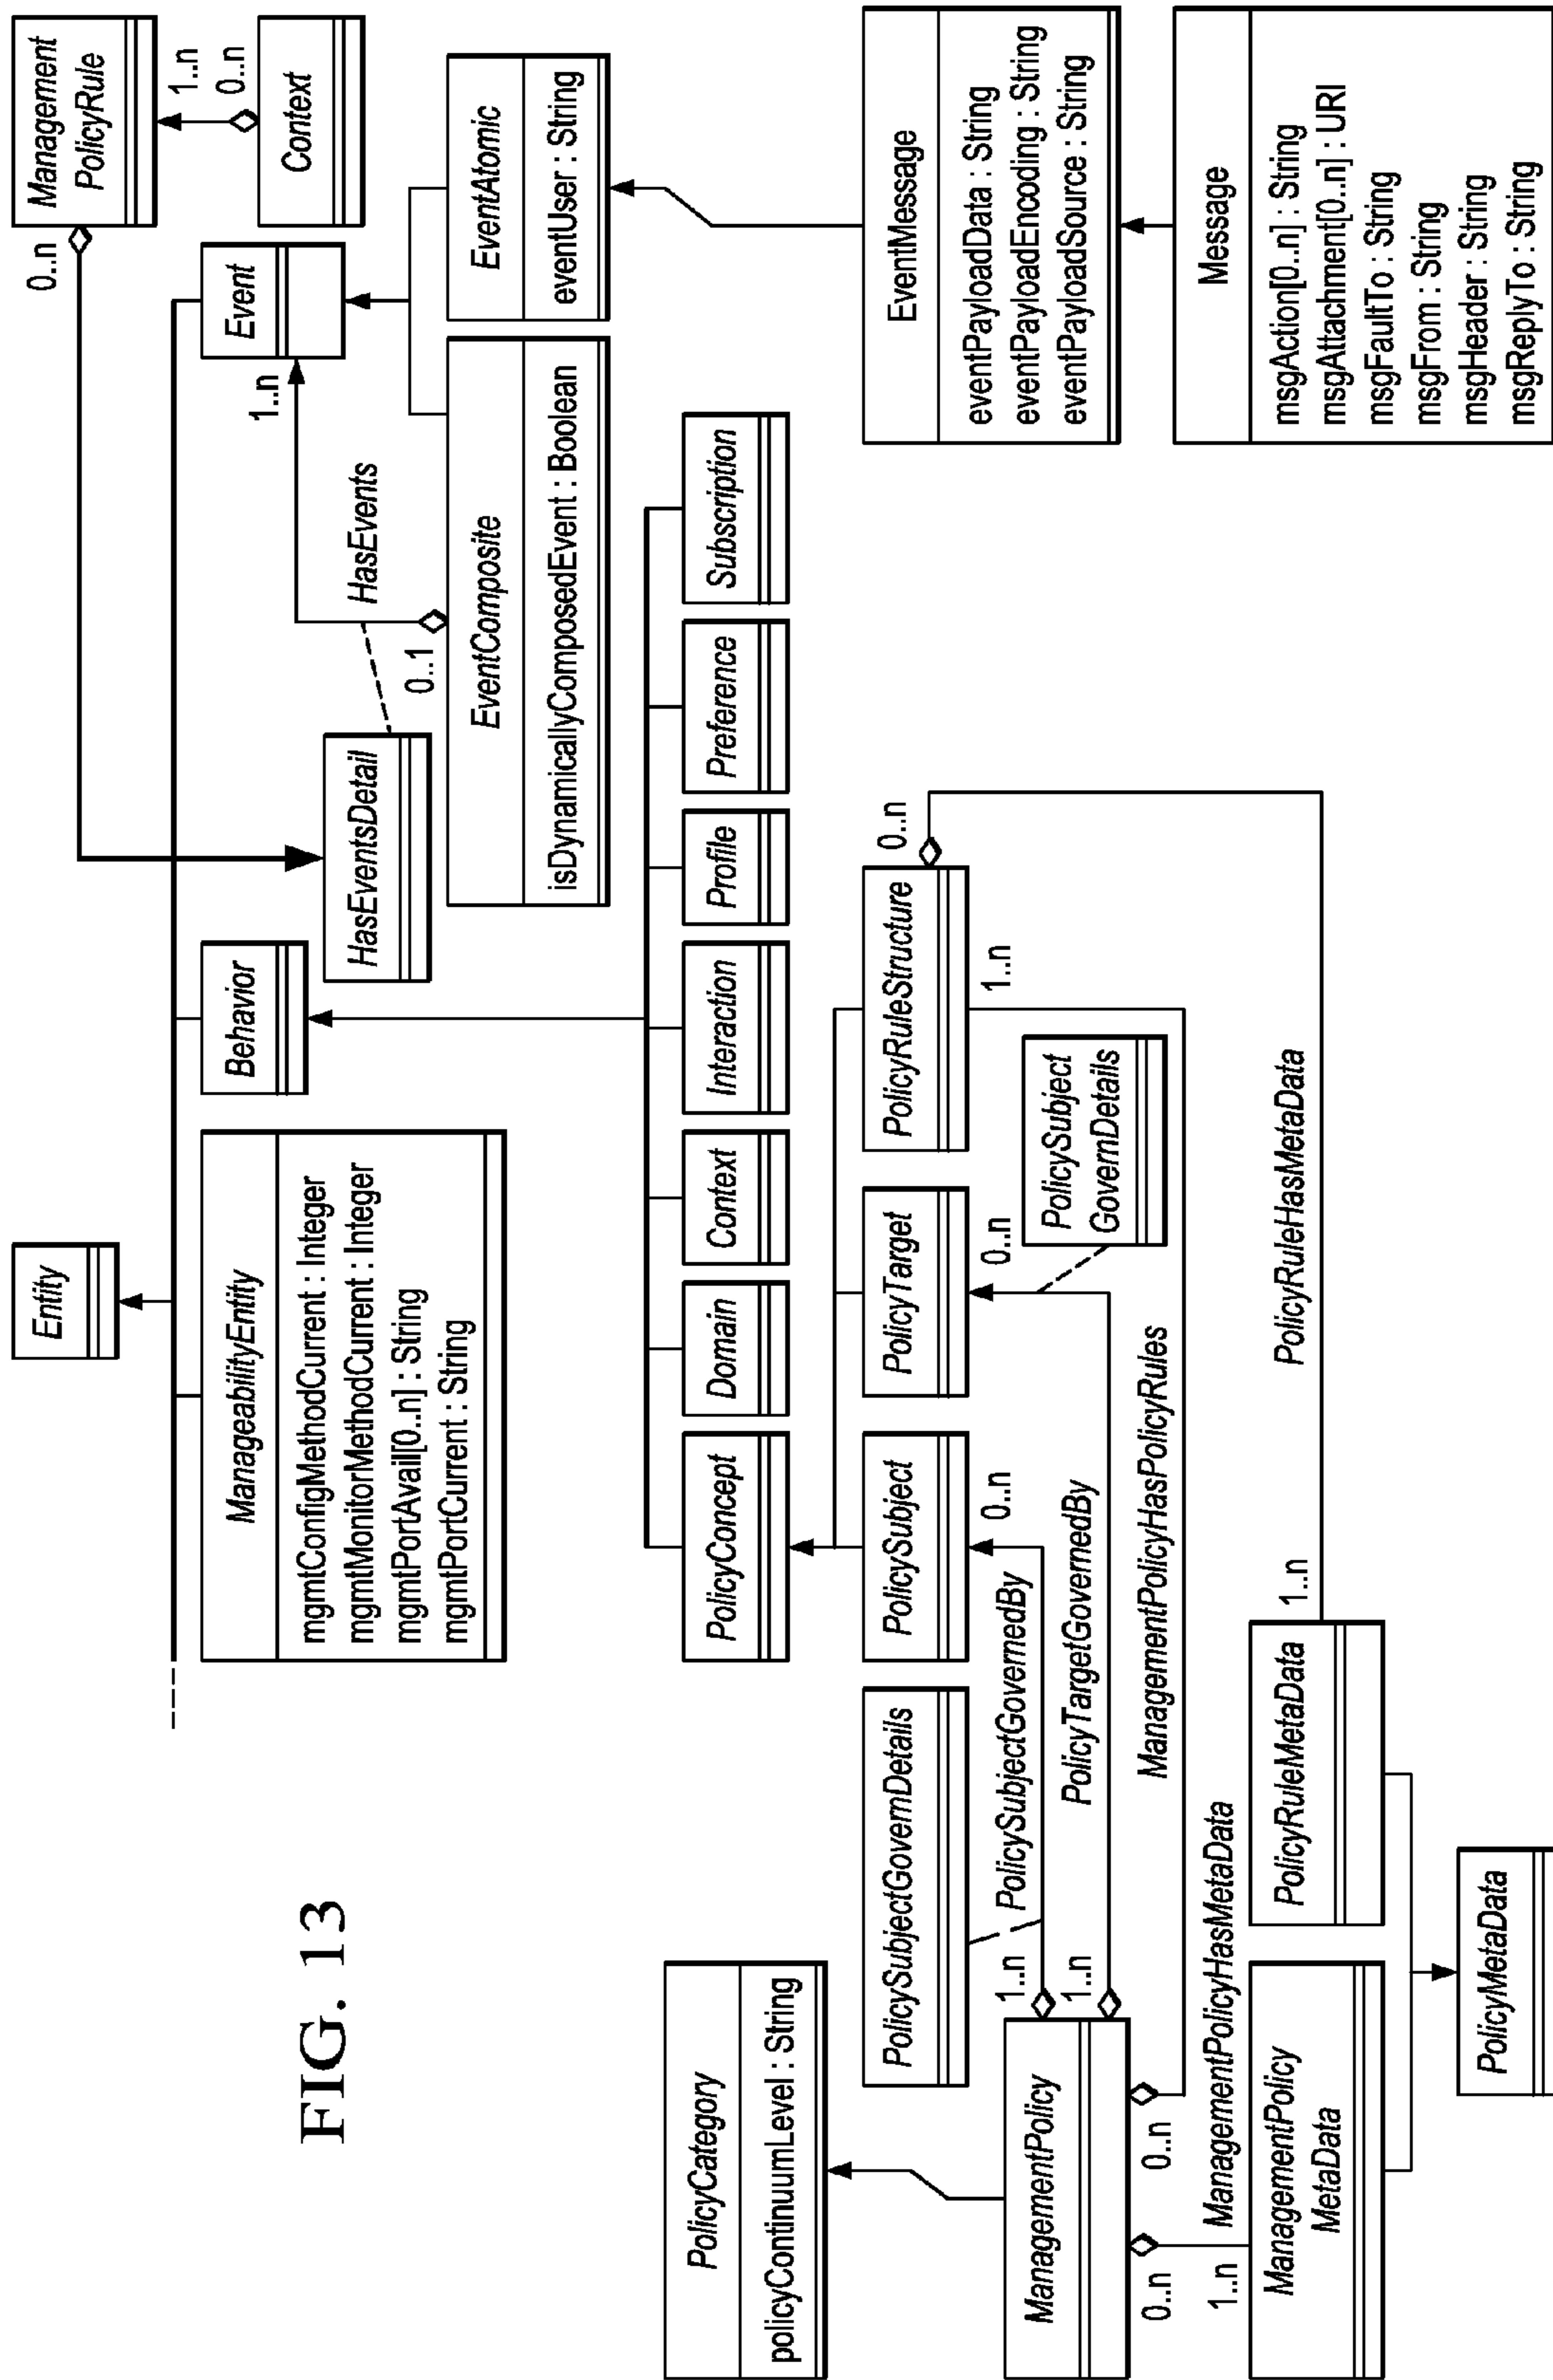 FIG. 13
Entity
ManageabilityEntity
mgmtConfigMethodCurrent : Integer
mgmtMonitorMethodCurrent : Integer
mgmtPortAvail[0..n] : String
mgmtPortCurrent : String
Behavior
HasEventsDetail
0..n
Management
PolicyRule
1..n
0..n
Context
Event
1..n
HasEvents
0..1
EventComposite
isDynamicallyComposedEvent : Boolean
EventAtomic
eventUser : String
PolicyConcept
Domain
Context
Interaction
Profile
Preference
Subscription
EventMessage
eventPayloadData : String
eventPayloadEncoding : String
eventPayloadSource : String
Message
msgAction[0..n] : String
msgAttachment[0..n] : URI
msgFaultTo : String
msgFrom : String
msgHeader : String
msgReplyTo : String
PolicyCategory
policyContinuumLevel : String
PolicySubjectGovernDetails
PolicySubject
PolicyTarget
PolicyRuleStructure
0..n
0..n
0..n
1..n
PolicySubject
GovernDetails
ManagementPolicy
1..n
PolicySubjectGovernedBy
1..n
PolicyTargetGovernedBy
0..n
0..n
ManagementPolicyHasPolicyRules
ManagementPolicyHasMetaData
1..n
ManagementPolicy
MetaData
PolicyRuleMetaData
1..n
PolicyRuleHasMetaData
PolicyMetaData